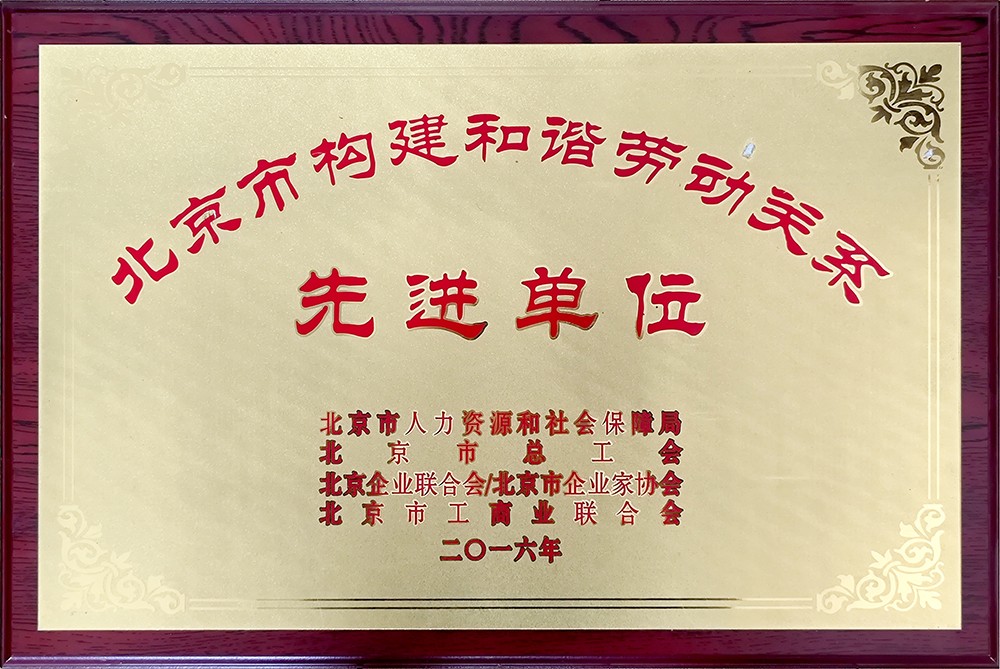 北京市构建和谐劳动关系
先进单位
北京市人力资源和社会保障局
北京市总工会
北京企业联合会/北京市企业家协会
北京市工商业联合会
二〇一六年